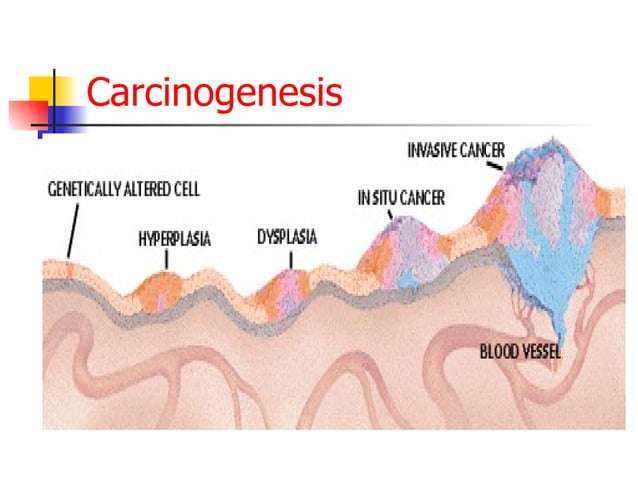 Carcinogenesis
INVASIVE CANCER
GENETICALLY ALTERED CELL
IN SITU CANCER
HYPERPLASIA
DYSPLASIA
BLOOD VESSEL